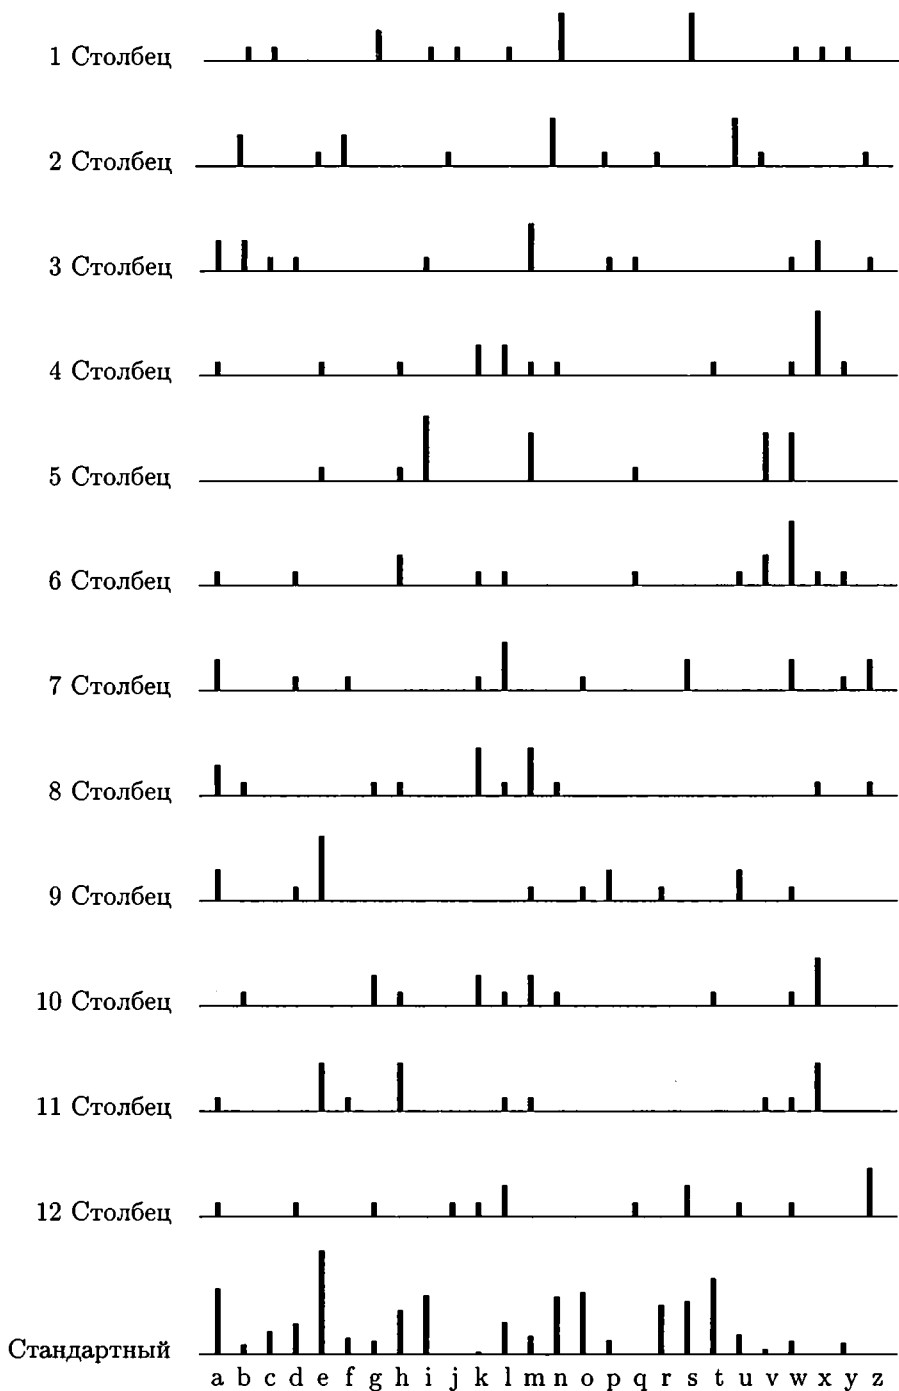 1 Столбец
2 Столбец
3 Столбец
4 Столбец
5 Столбец
6 Столбец
7 Столбец
8 Столбец
9 Столбец
10 Столбец
11 Столбец
12 Столбец
Стандартный
a b c d e f g h i j k l m n o p q r s t u v w x y z